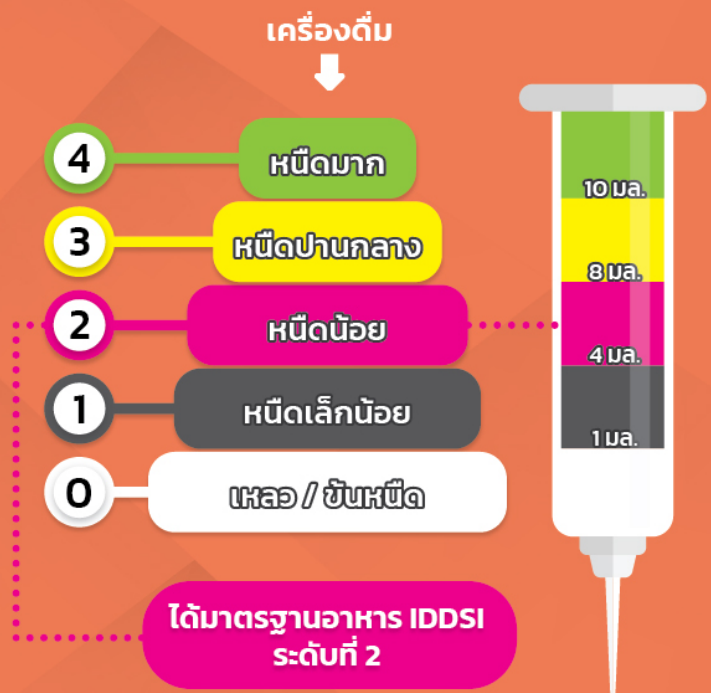 เครื่องดื่ม
4
หนืดมาก
3
หนืดปานกลาง
2
หนืดน้อย
1
หนืดเล็กน้อย
0
เหลว / ข้นหนืด
10 มล.
8 มล.
4 มล.
1 มล.
ได้มาตรฐานอาหาร IDDSI
ระดับที่ 2